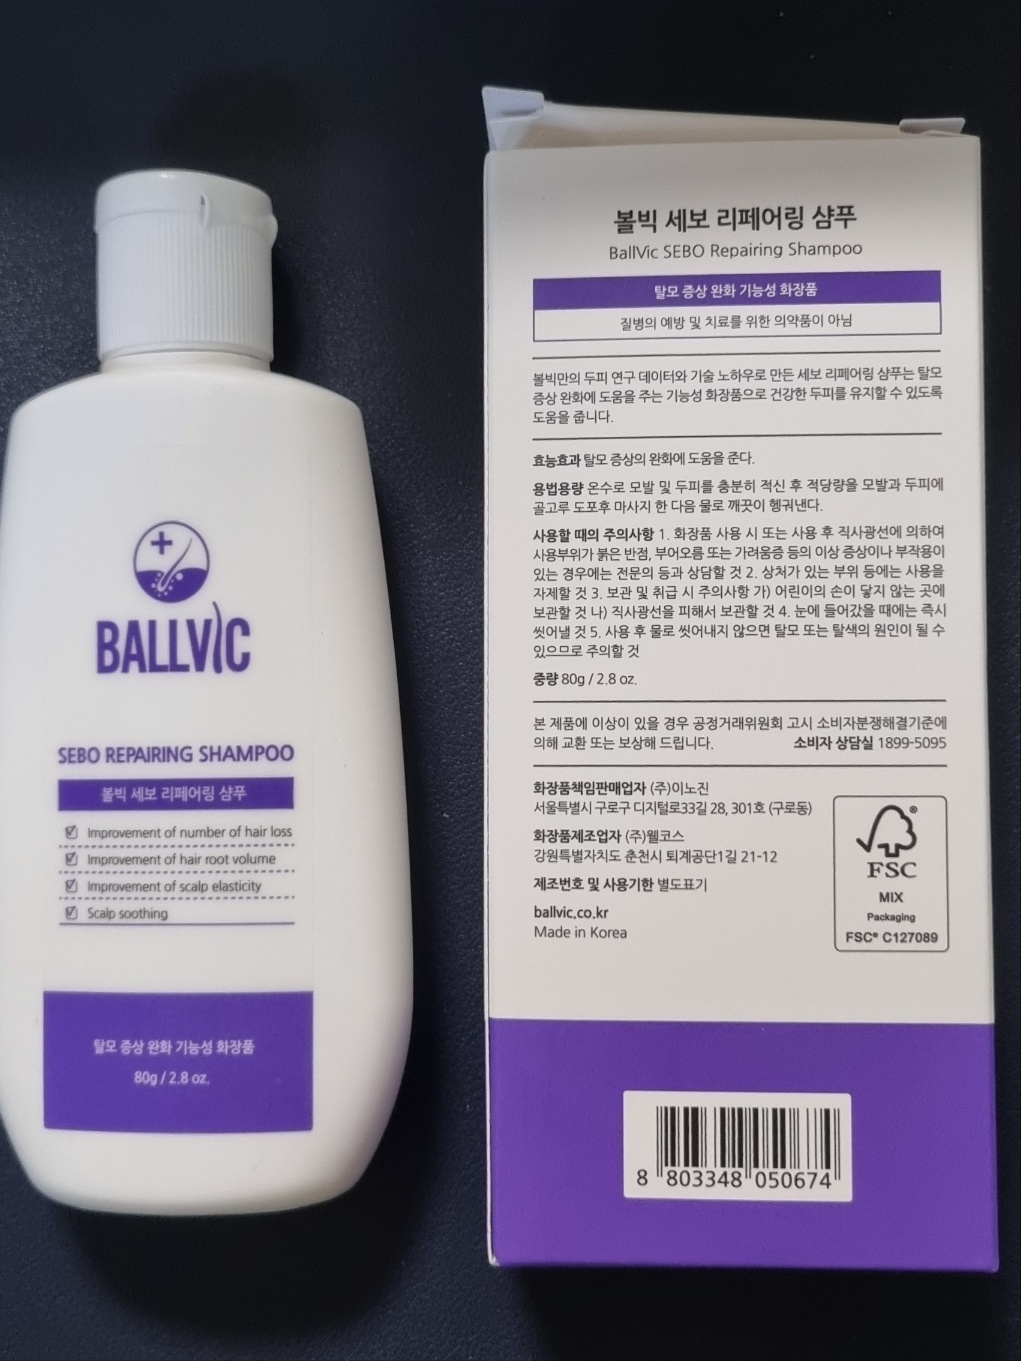 BALLVIC
SEBO REPAIRING SHAMPOO
볼빅 세보 리페어링 샴푸
Improvement of number of hair loss
Improvement of hair root volume
Improvement of scalp elasticity
Scalp soothing
탈모 증상 완화 기능성 화장품
80g / 2.8 oz.
볼빅 세보 리페어링 샴푸
BallVic SEBO Repairing Shampoo
탈모 증상 완화 기능성 화장품
질병의 예방 및 치료를 위한 의약품이 아님
볼빅만의 두피 연구 데이터와 기술 노하우로 만든 세보 리페어링 샴푸는 탈모
증상 완화에 도움을 주는 기능성 화장품으로 건강한 두피를 유지할 수 있도록
도움을 줍니다.
효능효과 탈모 증상의 완화에 도움을 준다.
용법용량 온수로 모발 및 두피를 충분히 적신 후 적당량을 모발과 두피에
골고루 도포후 마사지 한 다음 물로 깨끗이 헹궈낸다.
사용할 때의 주의사항 1. 화장품 사용 시 또는 사용 후 직사광선에 의하여
사용부위가 붉은 반점, 부어오름 또는 가려움증 등의 이상 증상이나 부작용이
있는 경우에는 전문의 등과 상담할 것 2. 상처가 있는 부위 등에는 사용을
자제할 것 3. 보관 및 취급 시 주의사항 가) 어린이의 손이 닿지 않는 곳에
보관할 것 나) 직사광선을 피해서 보관할 것 4. 눈에 들어갔을 때에는 즉시
씻어낼 것 5. 사용 후 물로 씻어내지 않으면 탈모 또는 탈색의 원인이 될 수
있으므로 주의할 것
중량 80g / 2.8 oz.
본 제품에 이상이 있을 경우 공정거래위원회 고시 소비자분쟁해결기준에
의해 교환 또는 보상해 드립니다. 소비자 상담실 1899-5095
화장품책임판매업자 (주)이노진
서울특별시 구로구 디지털로33길 28, 301호 (구로동)
화장품제조업자 (주)웰코스
강원특별자치도 춘천시 퇴계공단1길 21-12
제조번호 및 사용기한 별도표기
ballvic.co.kr
Made in Korea
FSC
MIX
Packaging
FSC® C127089
8 803348 050674